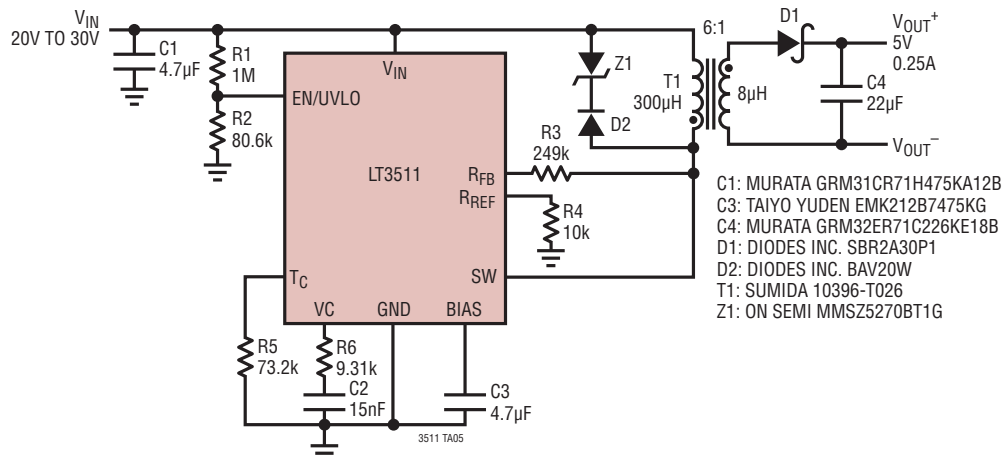 V_IN
20V TO 30V
C1
4.7µF
R1
1M
R2
80.6k
V_IN
EN/UVLO
LT3511
R_FB
R_REF
SW
T_C
VC
GND
BIAS
Z1
D2
R3
249k
R4
10k
T1
300µH
6:1
8µH
D1
V_OUT⁺
5V
0.25A
C4
22µF
V_OUT⁻
R5
73.2k
R6
9.31k
C2
15nF
C3
4.7µF
3511 TA05
C1: MURATA GRM31CR71H475KA12B
C3: TAIYO YUDEN EMK212B7475KG
C4: MURATA GRM32ER71C226KE18B
D1: DIODES INC. SBR2A30P1
D2: DIODES INC. BAV20W
T1: SUMIDA 10396-T026
Z1: ON SEMI MMSZ5270BT1G